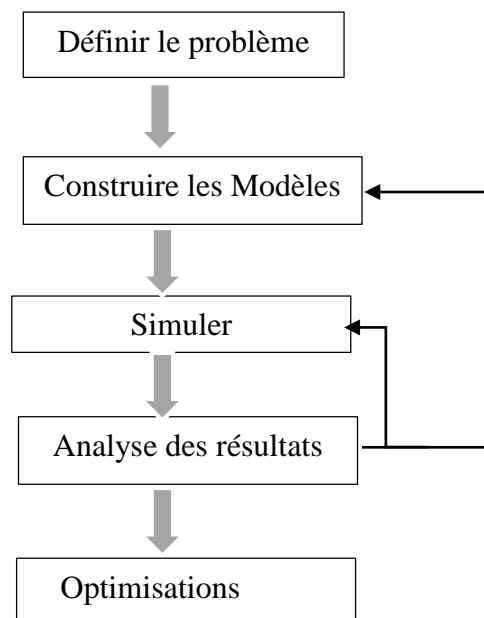 Définir le problème
Construire les Modèles
Simuler
Analyse des résultats
Optimisations